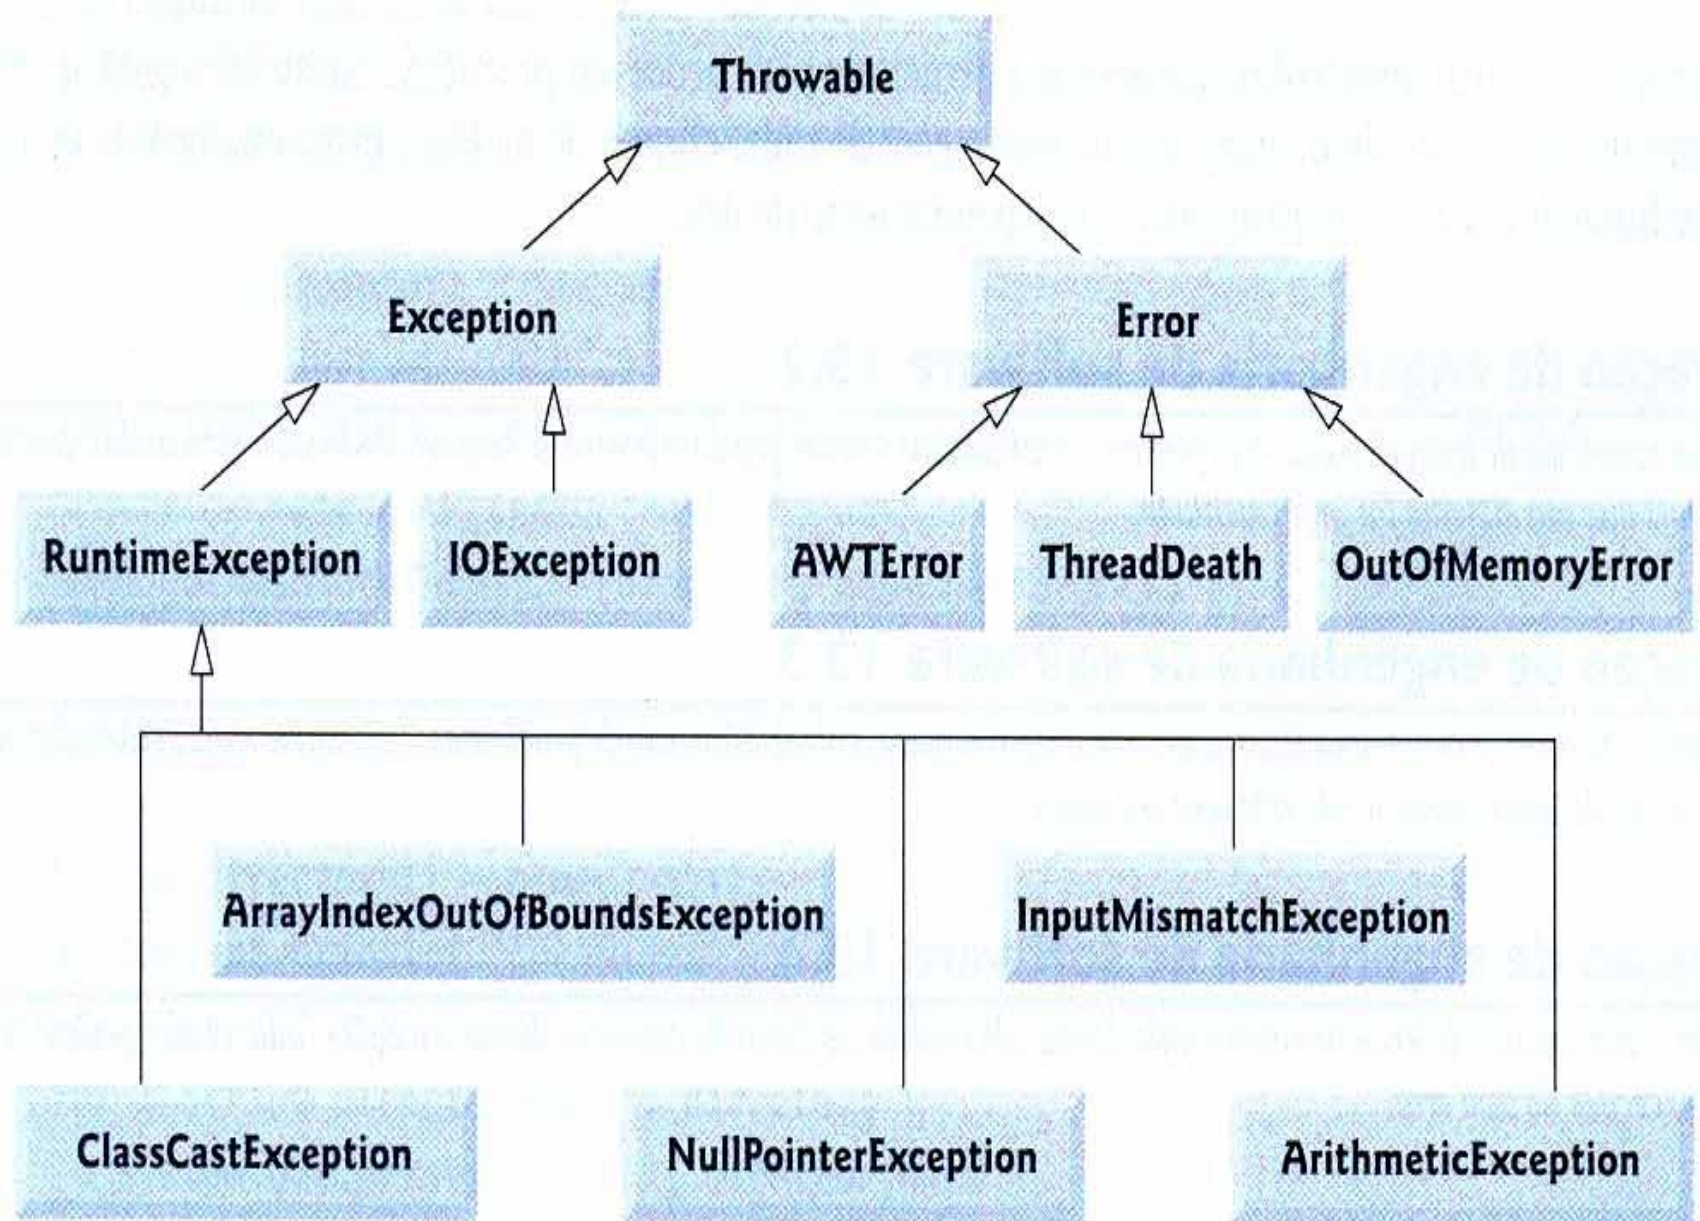 Throwable
Exception
Error
RuntimeException
IOException
AWTError
ThreadDeath
OutOfMemoryError
ArrayIndexOutOfBoundsException
InputMismatchException
ClassCastException
NullPointerException
ArithmeticException